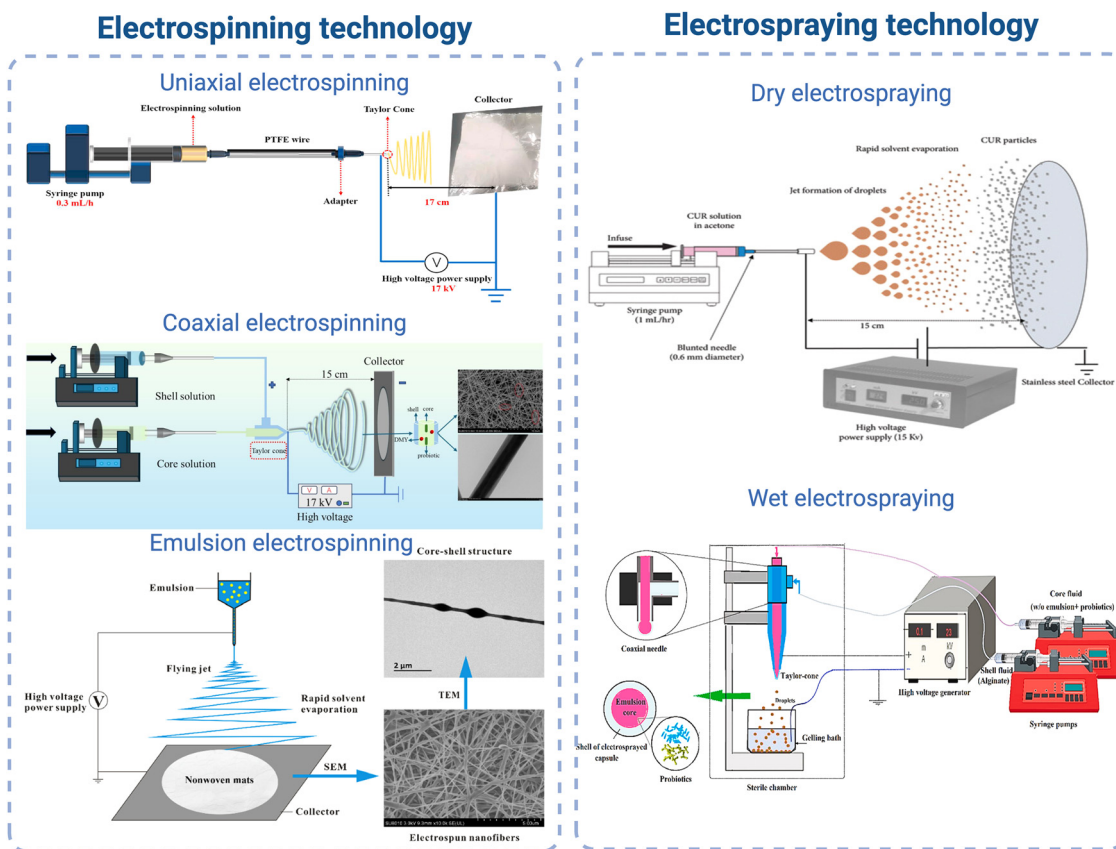 Electrospinning technology
Uniaxial electrospinning
Electrospinning solution
Taylor Cone
Collector
PTFE wire
Syringe pump
0.3 mL/h
Adapter
17 cm
V
High voltage power supply
17 kV
Coaxial electrospinning
Collector
15 cm
Shell solution
+
−
shell
core
DMY
probiotic
Taylor cone
Core solution
V
A
17 kV
High voltage
Emulsion electrospinning
Core-shell structure
Emulsion
2 μm
Flying jet
TEM
High voltage
power supply
V
Rapid solvent
evaporation
Nonwoven mats
SEM
Collector
Electrospun nanofibers
Electrospraying technology
Dry electrospraying
CUR particles
Rapid solvent evaporation
Jet formation of droplets
CUR solution
in acetone
Infuse
Syringe pump
(1 mL/hr)
15 cm
Blunted needle
(0.6 mm diameter)
Stainless steel Collector
High voltage
power supply (15 Kv)
Wet electrospraying
Core fluid
(w/o emulsion+ probiotics)
Coaxial needle
0.1
23
m
A
kV
+
−
Shell fluid
(Alginate)
Taylor-cone
High voltage generator
Syringe pumps
Droplets
Emulsion
core
Gelling bath
Shell of electrosprayed
capsule
Probiotics
Sterile chamber